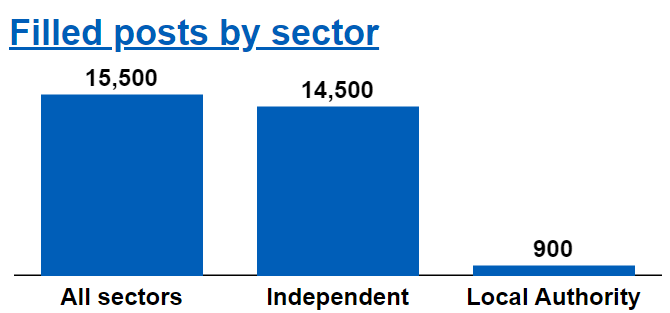 Filled posts by sector
15,500
14,500
900
All sectors
Independent
Local Authority